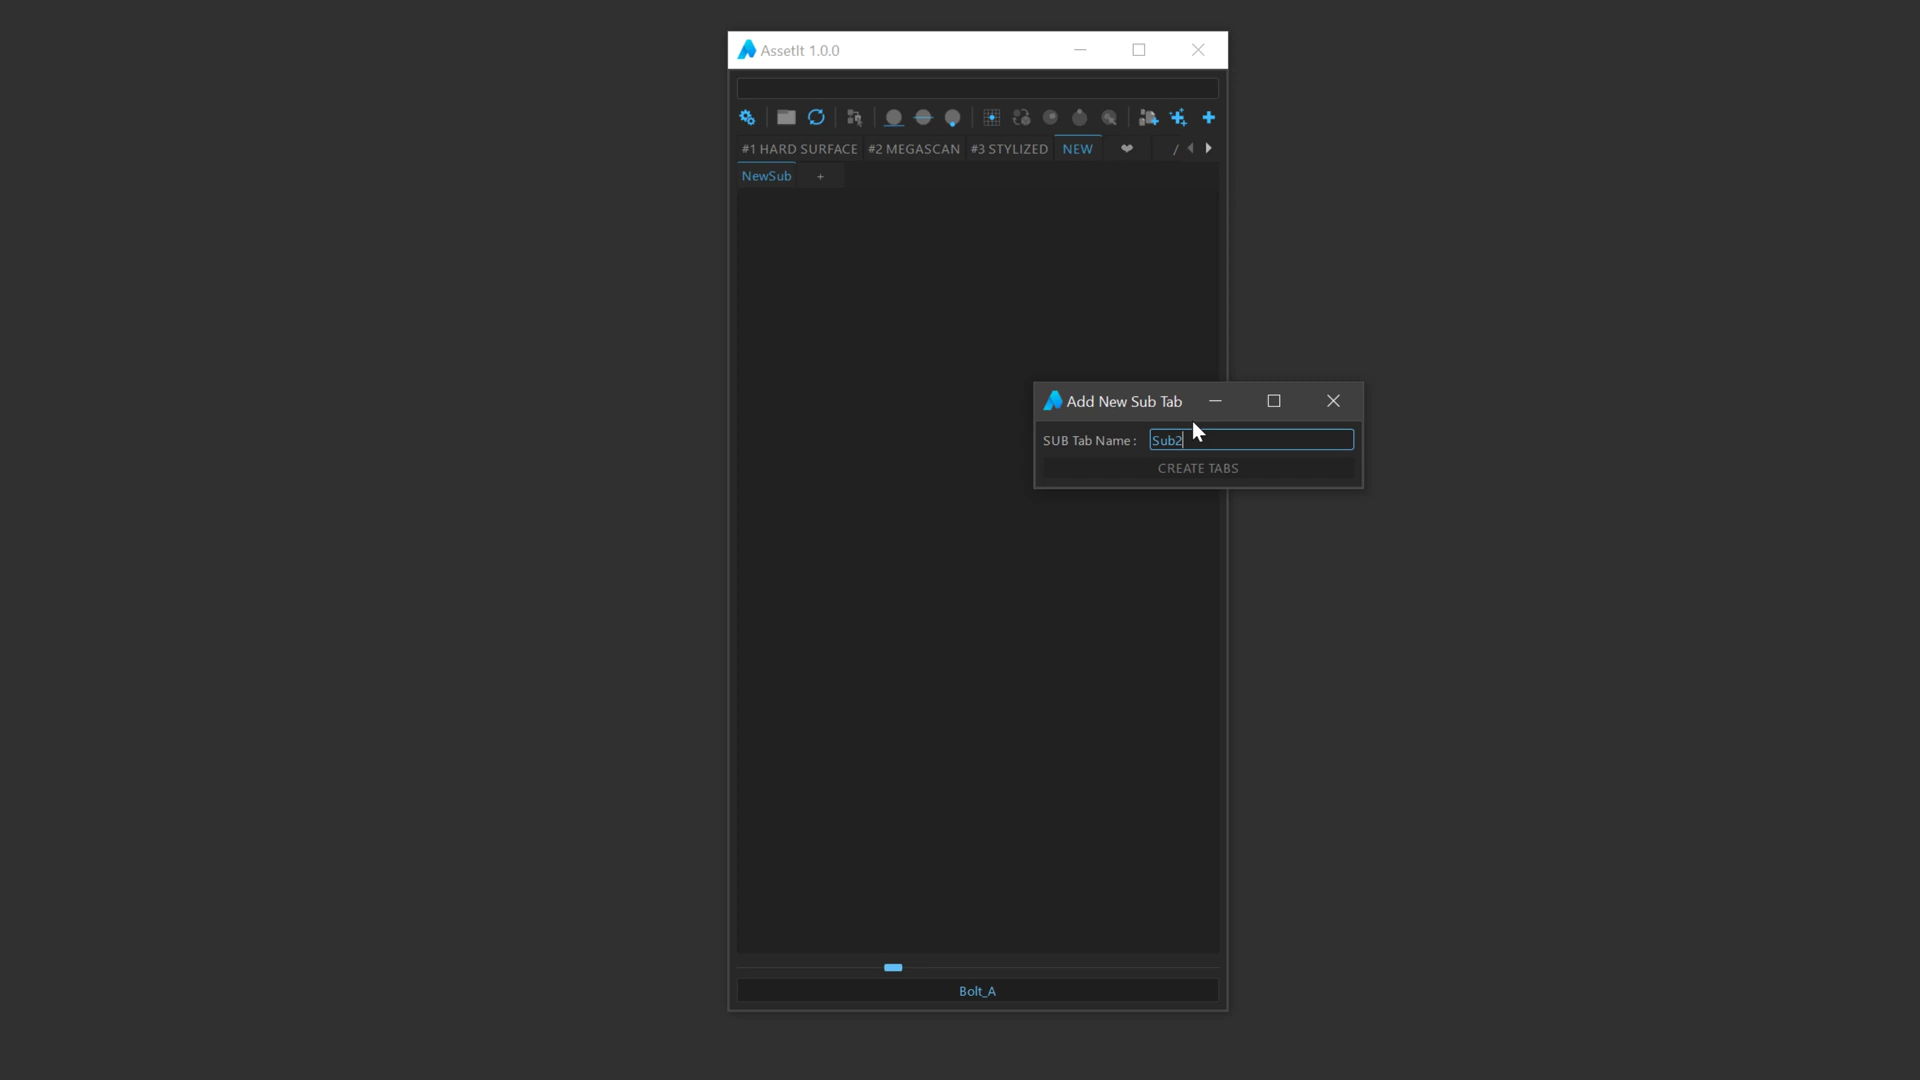 AssetIt 1.0.0
#1 HARD SURFACE #2 MEGASCAN #3 STYLIZED NEW ❤ /
NewSub +
Add New Sub Tab
SUB Tab Name : Sub2
CREATE TABS
Bolt_A